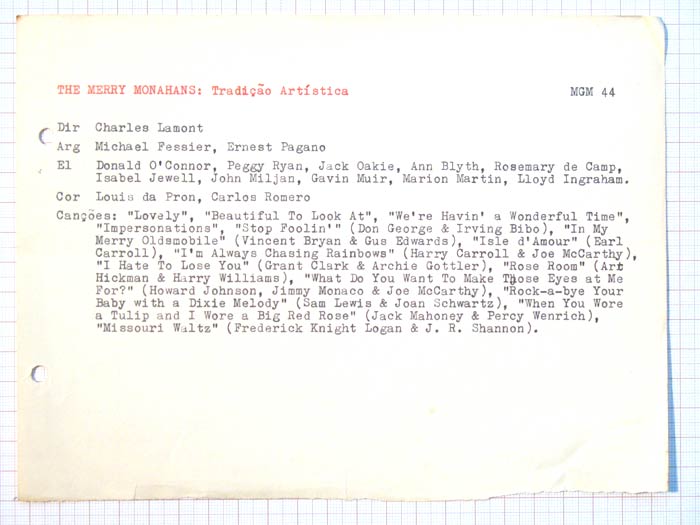 THE MERRY MONAHANS: Tradição Artística MGM 44
Dir Charles Lamont
Arg Michael Fessier, Ernest Pagano
El Donald O'Connor, Peggy Ryan, Jack Oakie, Ann Blyth, Rosemary de Camp,
Isabel Jewell, John Miljan, Gavin Muir, Marion Martin, Lloyd Ingraham.
Cor Louis da Pron, Carlos Romero
Canções: "Lovely", "Beautiful To Look At", "We're Havin' a Wonderful Time",
"Impersonations", "Stop Foolin'" (Don George & Irving Bibo), "In My
Merry Oldsmobile" (Vincent Bryan & Gus Edwards), "Isle d'Amour" (Earl
Carroll), "I'm Always Chasing Rainbows" (Harry Carroll & Joe McCarthy),
"I Hate To Lose You" (Grant Clark & Archie Gottler), "Rose Room" (Art
Hickman & Harry Williams), "What Do You Want To Make Those Eyes at Me
For?" (Howard Johnson, Jimmy Monaco & Joe McCarthy), "Rock-a-bye Your
Baby with a Dixie Melody" (Sam Lewis & Joan Schwartz), "When You Wore
a Tulip and I Wore a Big Red Rose" (Jack Mahoney & Percy Wenrich),
"Missouri Waltz" (Frederick Knight Logan & J. R. Shannon).